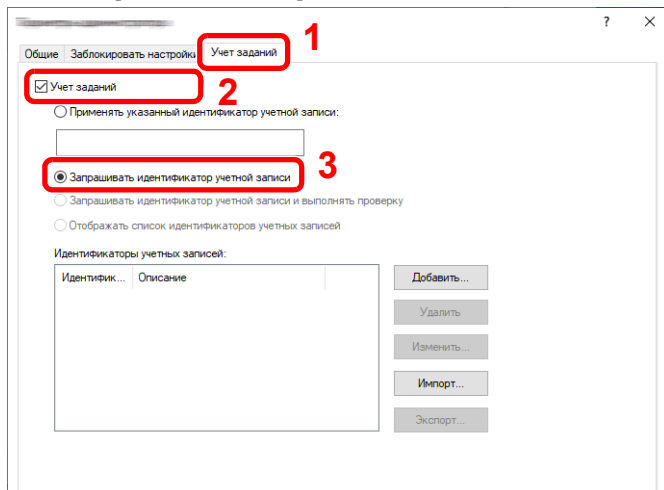 ?
Общие Заблокировать настройки Учет заданий 1
Учет заданий 2
Применять указанный идентификатор учетной записи:
Запрашивать идентификатор учетной записи 3
Запрашивать идентификатор учетной записи и выполнять проверку
Отображать список идентификаторов учетных записей
Идентификаторы учетных записей:
Идентифик... Описание Добавить...
Удалить
Изменить...
Импорт...
Экспорт...